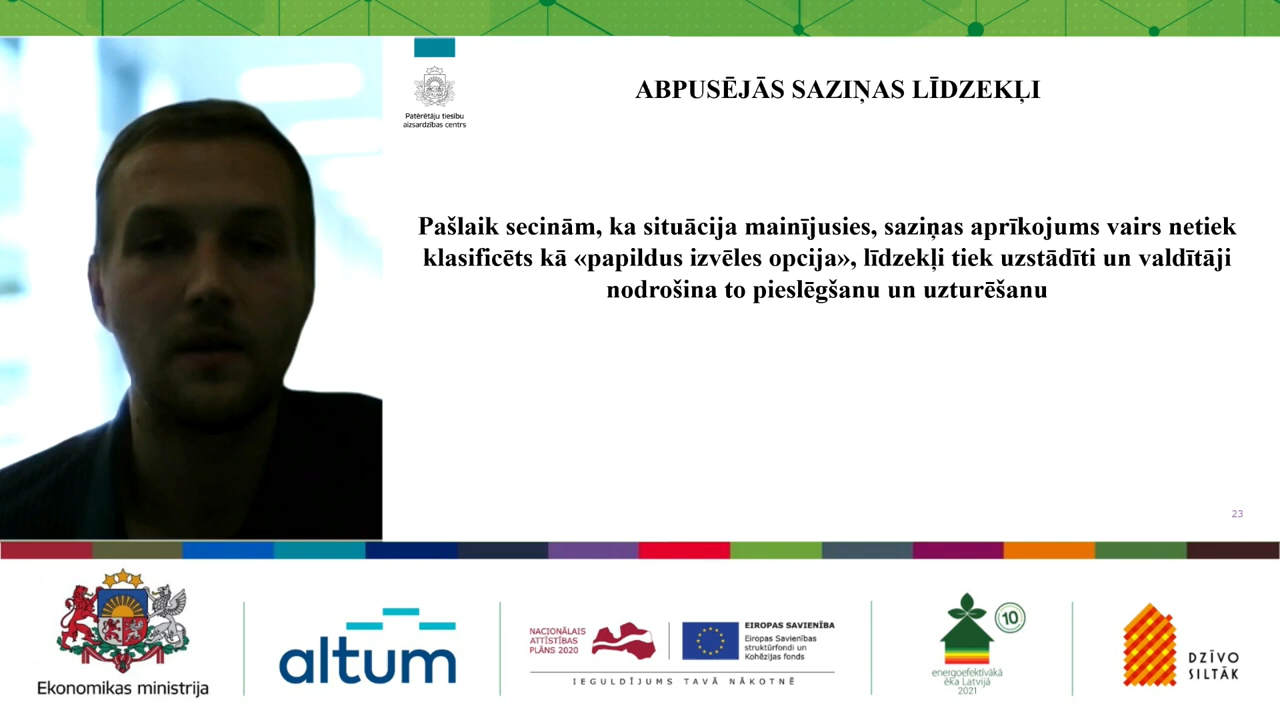 Patērētāju tiesību
aizsardzības centrs
ABPUSĒJĀS SAZIŅAS LĪDZEKĻI
Pašlaik secinām, ka situācija mainījusies, saziņas aprīkojums vairs netiek
klasificēts kā «papildus izvēles opcija», līdzekļi tiek uzstādīti un valdītāji
nodrošina to pieslēgšanu un uzturēšanu
23
Ekonomikas ministrija
altum
NACIONĀLAIS
ATTĪSTĪBAS
PLĀNS 2020
EIROPAS SAVIENĪBA
Eiropas Savienības
struktūrfondi un
Kohēzijas fonds
IEGULDĪJUMS TAVĀ NĀKOTNĒ
10
energoefektīvākā
ēka Latvijā
2021
DZĪVO
SILTĀK